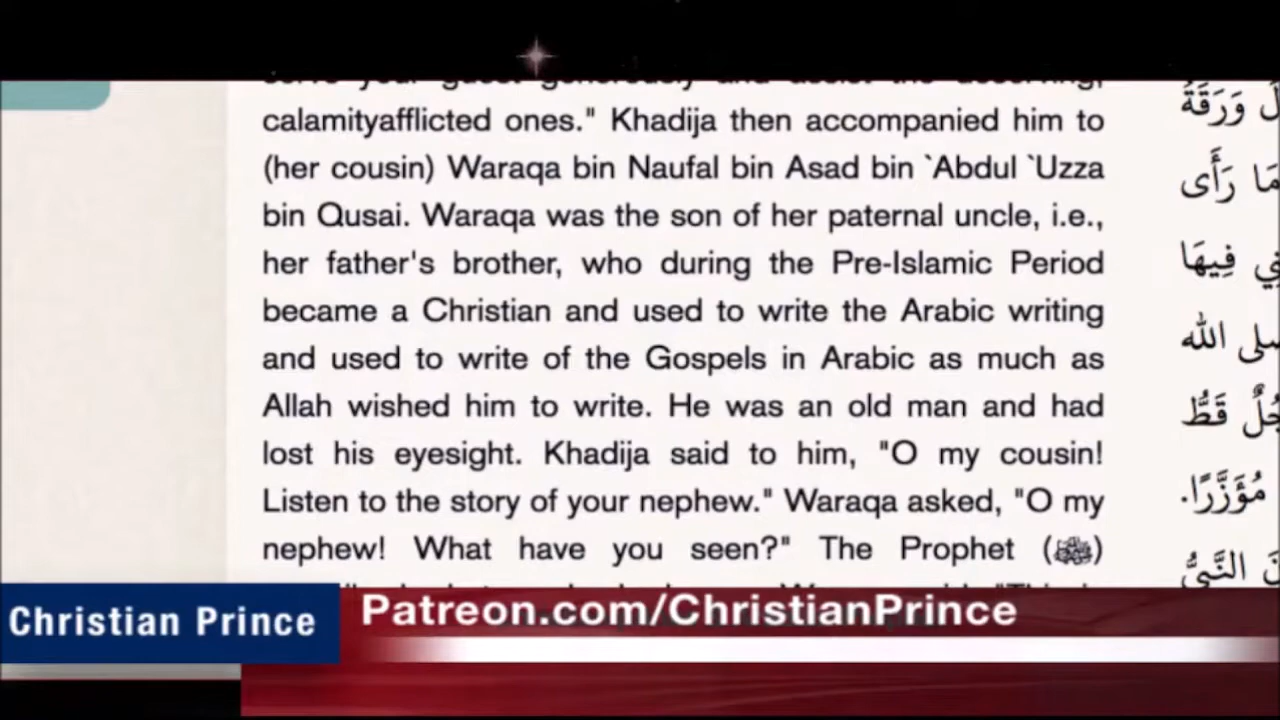 calamityafflicted ones." Khadija then accompanied him to
(her cousin) Waraqa bin Naufal bin Asad bin `Abdul `Uzza
bin Qusai. Waraqa was the son of her paternal uncle, i.e.,
her father's brother, who during the Pre-Islamic Period
became a Christian and used to write the Arabic writing
and used to write of the Gospels in Arabic as much as
Allah wished him to write. He was an old man and had
lost his eyesight. Khadija said to him, "O my cousin!
Listen to the story of your nephew." Waraqa asked, "O my
nephew! What have you seen?" The Prophet (ﷺ)
وَرَقَةُ
رَأَى
فِيهَا
الله
قَطُّ
مُؤَزَّرًا.
النَّبِيُّ
Christian Prince
Patreon.com/ChristianPrince